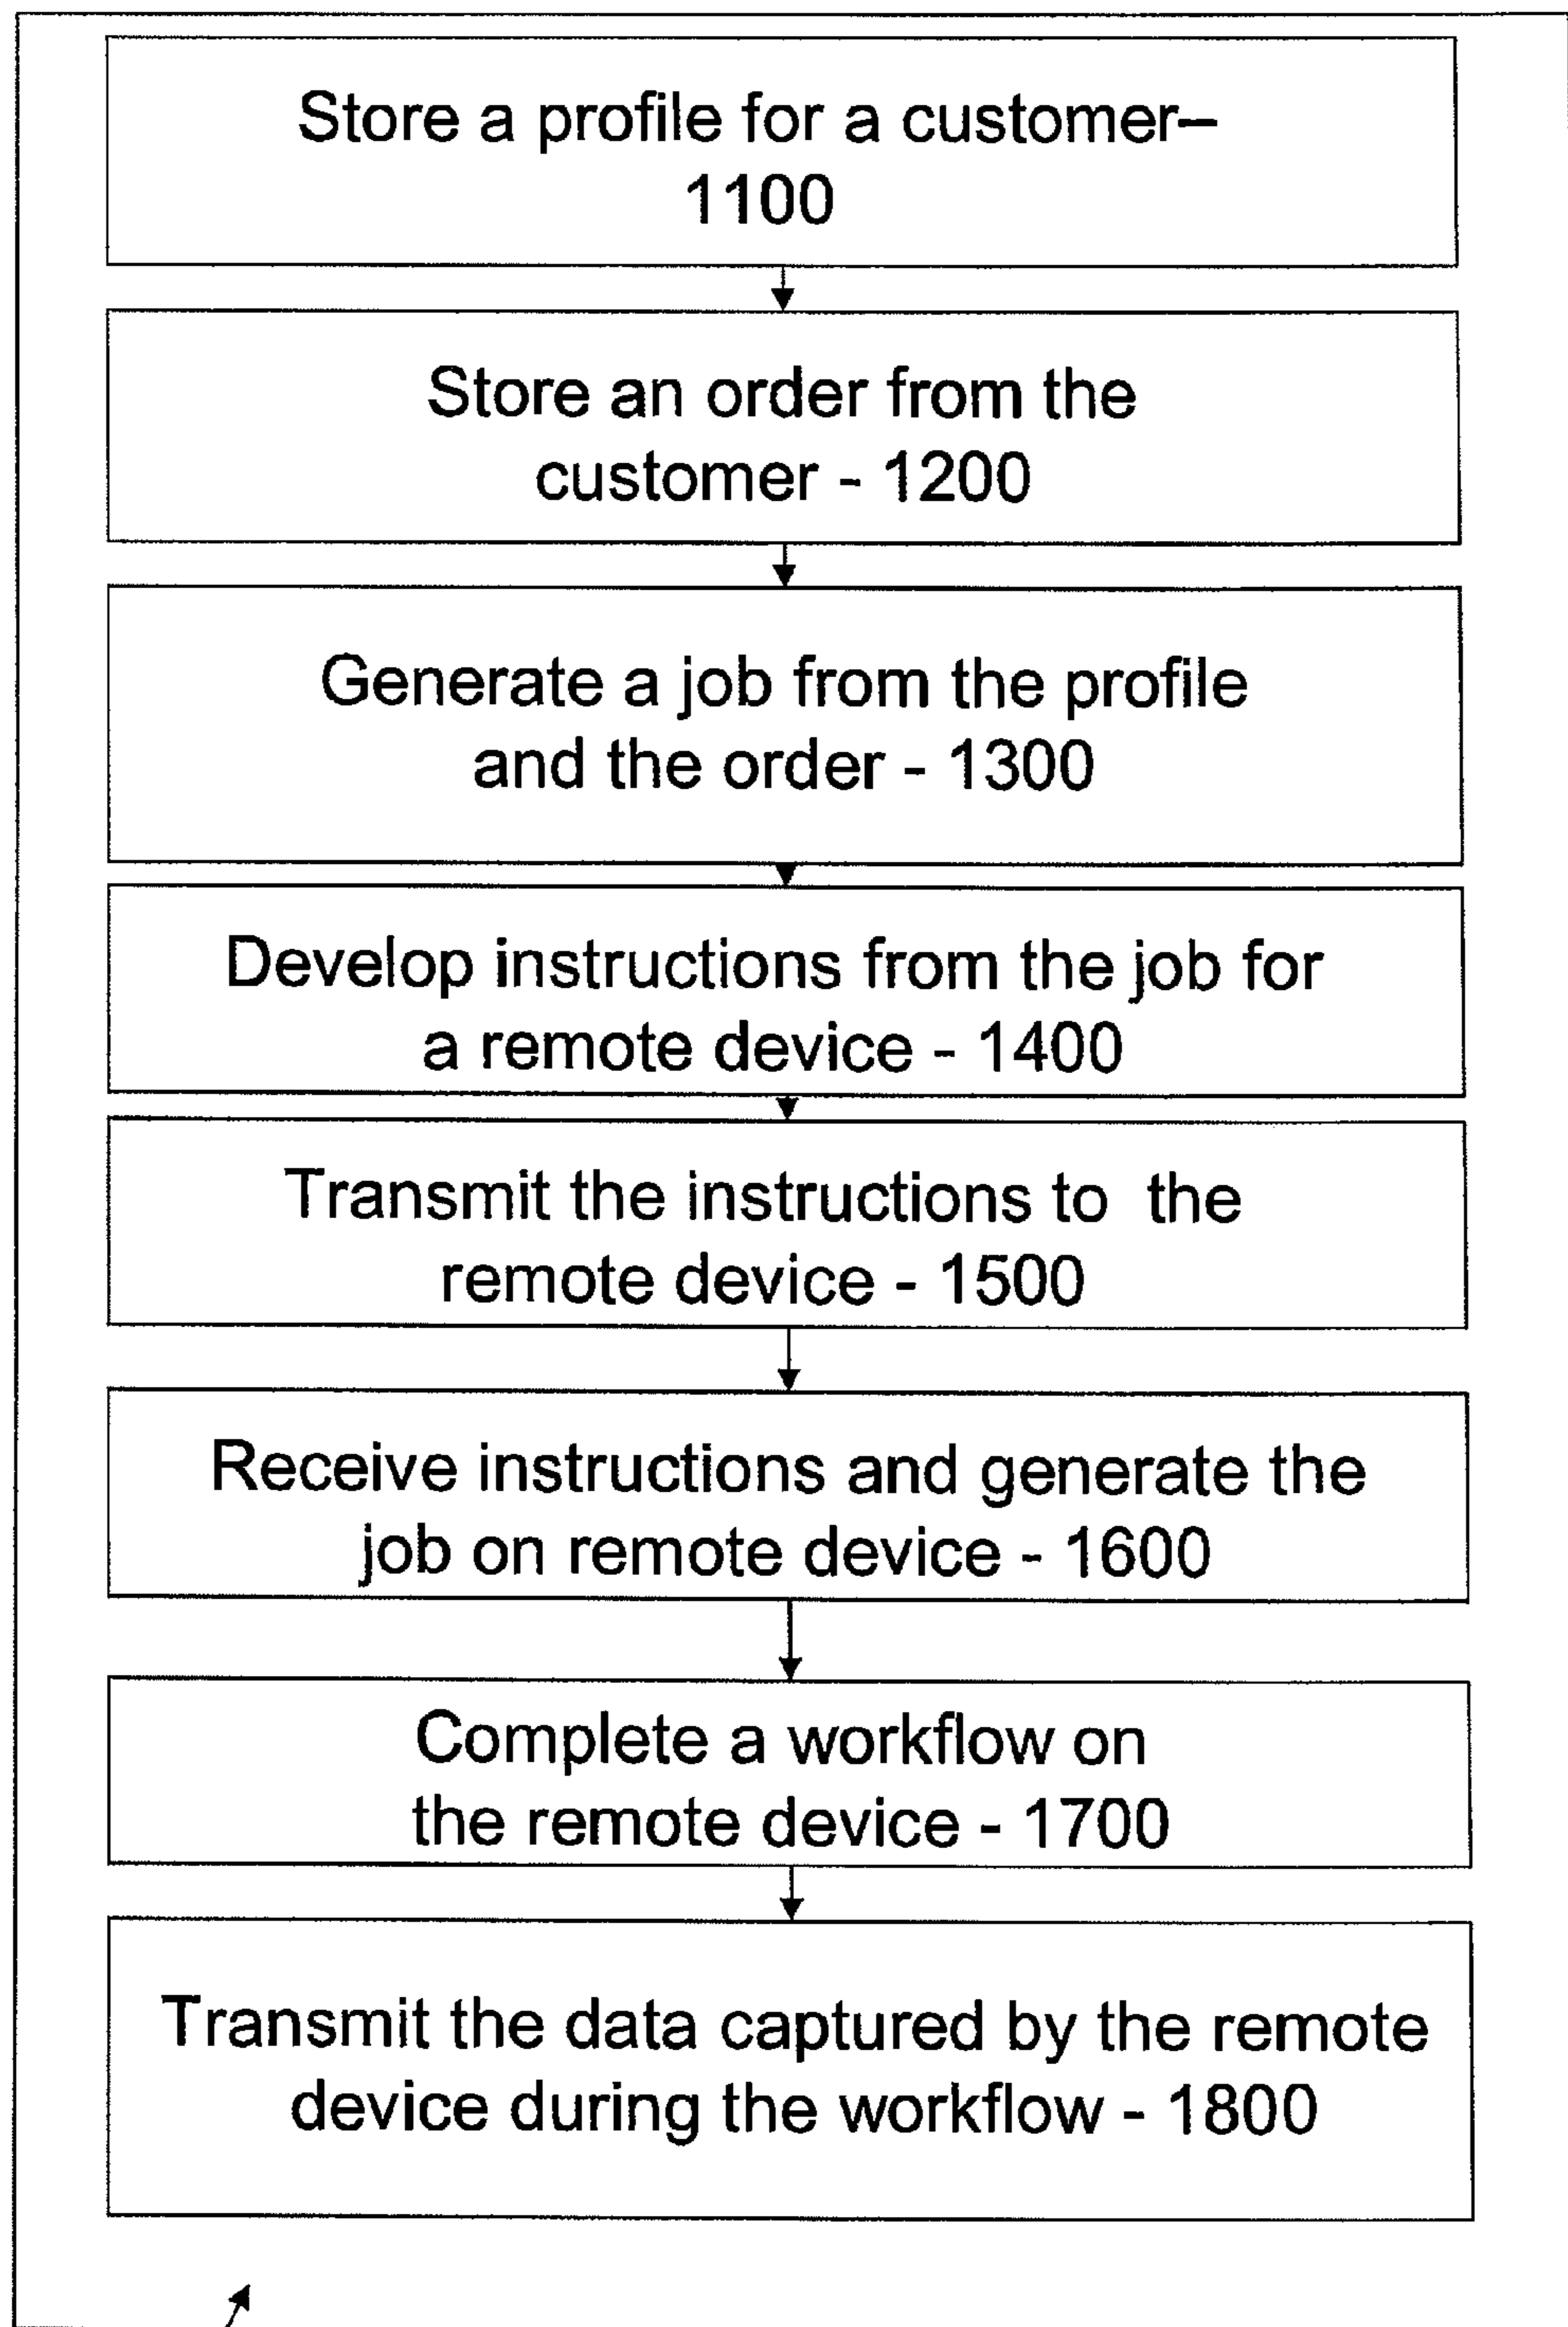 Store a profile for a customer–
1100
Store an order from the
customer - 1200
Generate a job from the profile
and the order - 1300
Develop instructions from the job for
a remote device - 1400
Transmit the instructions to the
remote device - 1500
Receive instructions and generate the
job on remote device - 1600
Complete a workflow on
the remote device - 1700
Transmit the data captured by the remote
device during the workflow - 1800